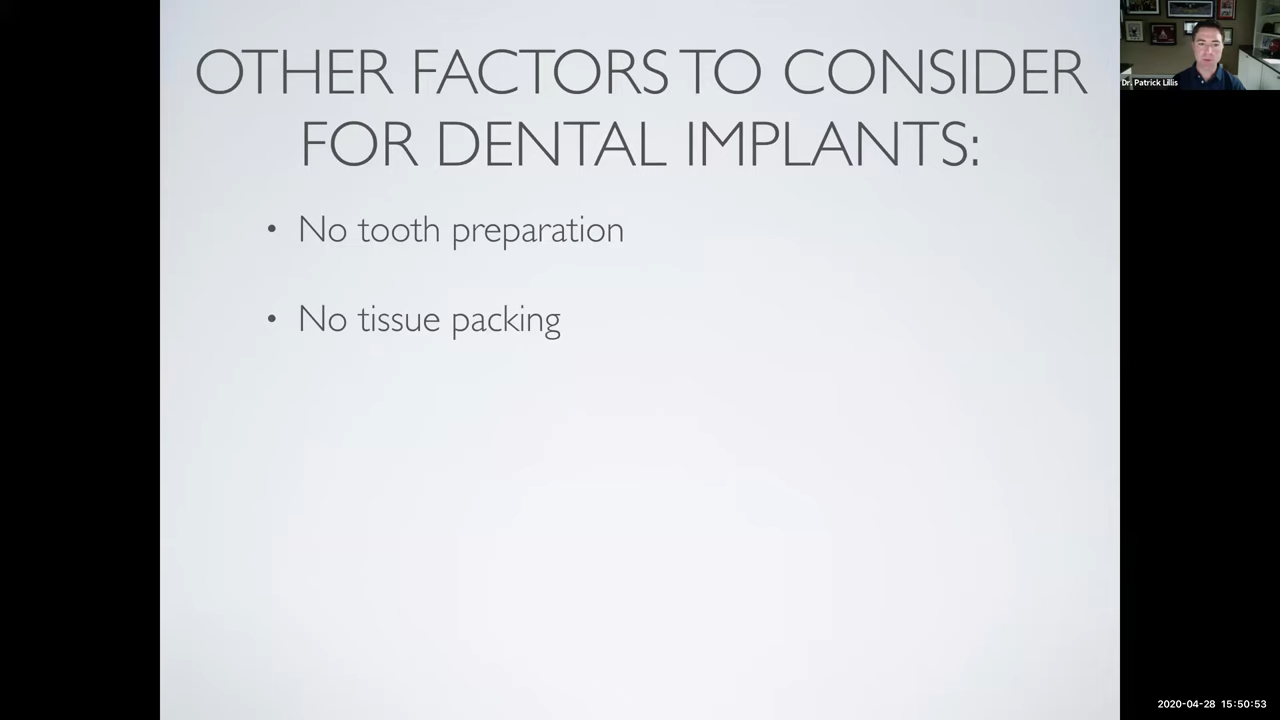 OTHER FACTORS TO CONSIDER
FOR DENTAL IMPLANTS:
• No tooth preparation
• No tissue packing
Dr. Patrick Lillis
2020-04-28 15:50:53